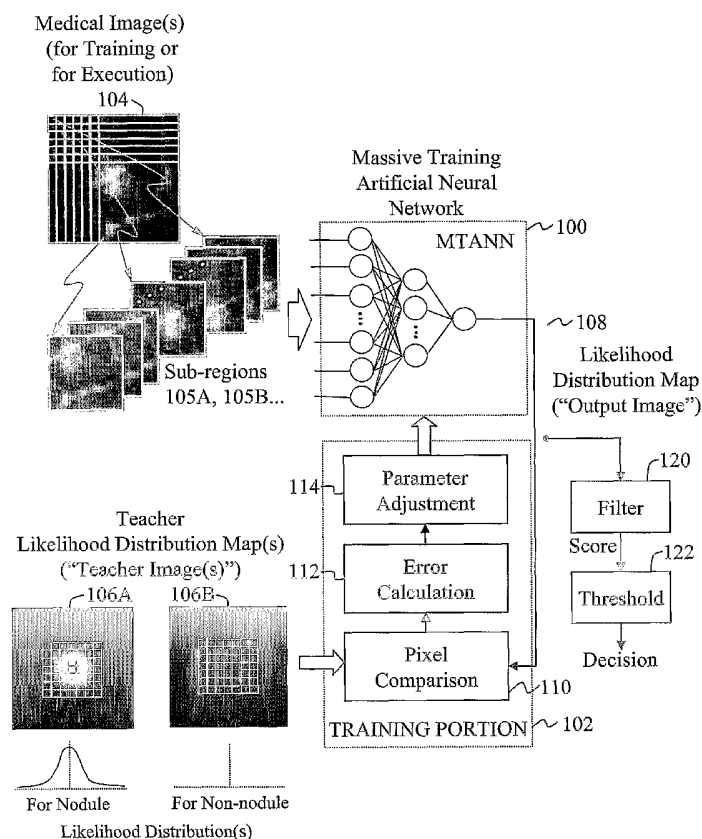 Medical Image(s)
(for Training or
for Execution)
104
Massive Training
Artificial Neural
Network
100
MTANN
108
Likelihood
Distribution Map
("Output Image")
Sub-regions
105A, 105B...
114
Parameter
Adjustment
120
Filter
Score
122
Threshold
Decision
Teacher
Likelihood Distribution Map(s)
("Teacher Image(s)")
112
Error
Calculation
106A
106B
Pixel
Comparison
110
TRAINING PORTION
102
For Nodule
For Non-nodule
Likelihood Distribution(s)